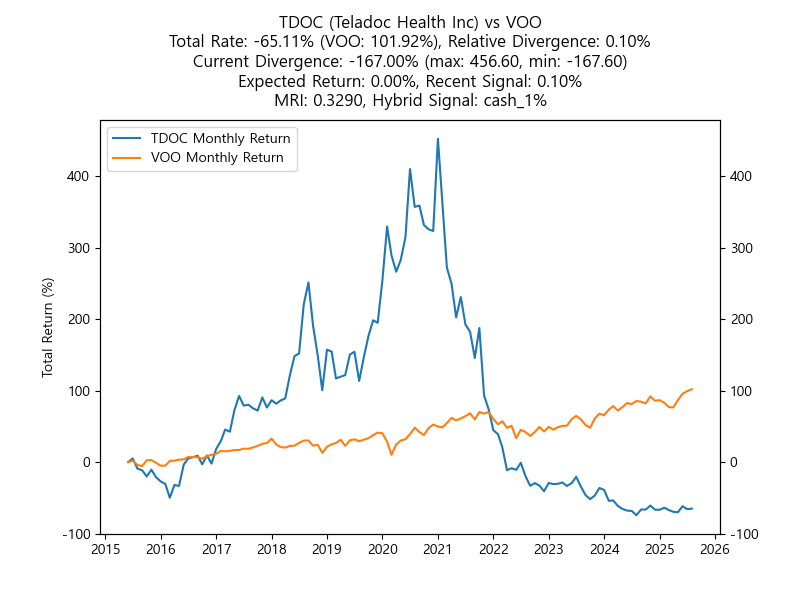 TDOC (Teladoc Health Inc) vs VOO
Total Rate: -65.11% (VOO: 101.92%), Relative Divergence: 0.10%
Current Divergence: -167.00% (max: 456.60, min: -167.60)
Expected Return: 0.00%, Recent Signal: 0.10%
MRI: 0.3290, Hybrid Signal: cash_1%
TDOC Monthly Return
VOO Monthly Return
Total Return (%)
400
300
200
100
0
-100
400
300
200
100
0
-100
2015 2016 2017 2018 2019 2020 2021 2022 2023 2024 2025 2026